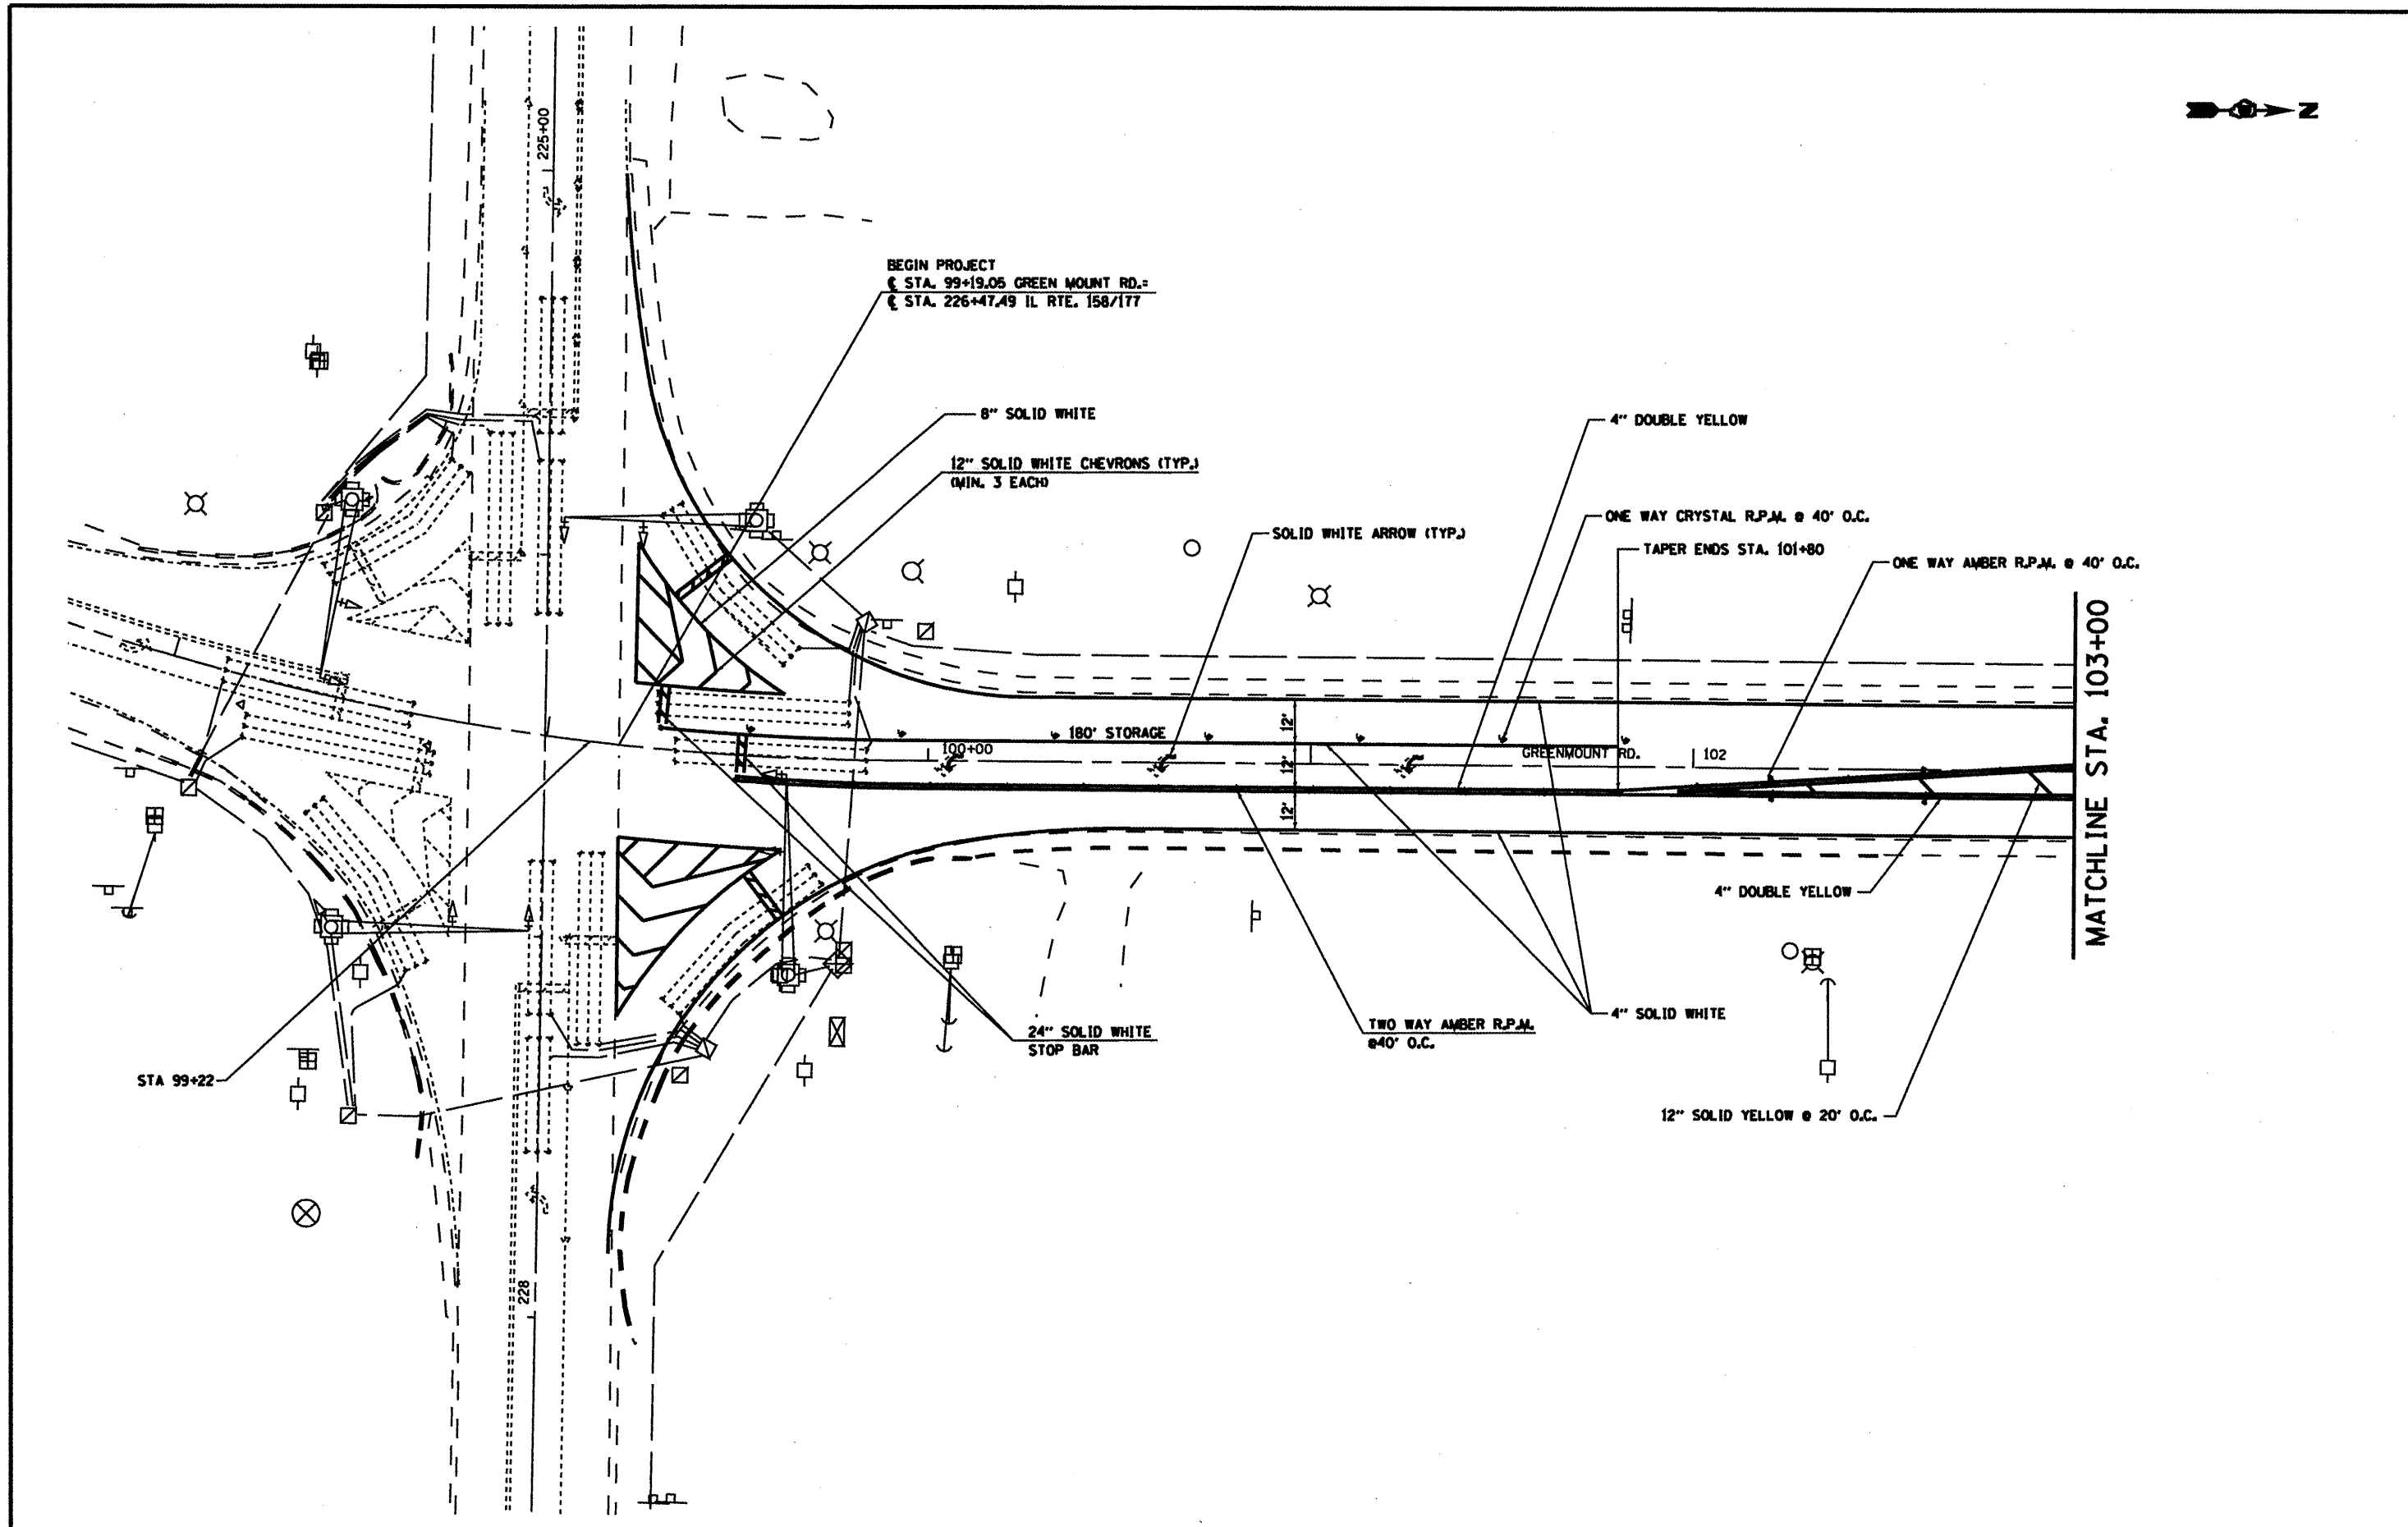 N
225+00
BEGIN PROJECT
℄ STA. 99+19.05 GREEN MOUNT RD.=
℄ STA. 226+47.49 IL RTE. 158/177
8" SOLID WHITE
12" SOLID WHITE CHEVRONS (TYP.)
(MIN. 3 EACH)
4" DOUBLE YELLOW
SOLID WHITE ARROW (TYP.)
ONE WAY CRYSTAL R.P.M. @ 40' O.C.
TAPER ENDS STA. 101+80
ONE WAY AMBER R.P.M. @ 40' O.C.
MATCHLINE STA. 103+00
180' STORAGE
100+00
12'
12'
12'
GREENMOUNT RD.
102
4" DOUBLE YELLOW
4" SOLID WHITE
TWO WAY AMBER R.P.M.
@40' O.C.
24" SOLID WHITE
STOP BAR
STA 99+22
12" SOLID YELLOW @ 20' O.C.
228